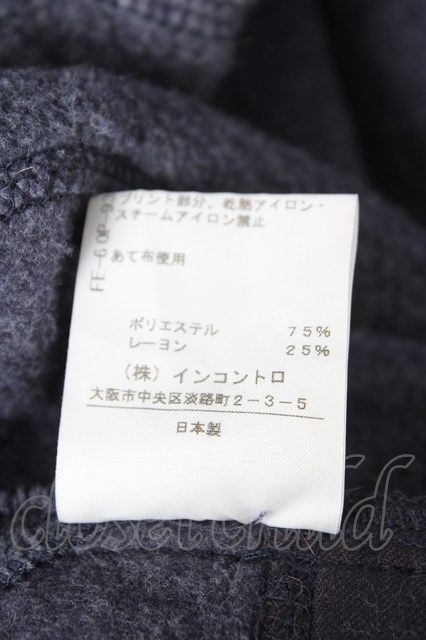 プリント部分、乾熱アイロン・
スチームアイロン禁止
あて布使用
ポリエステル 75%
レーヨン 25%
(株)インコントロ
大阪市中央区淡路町2-3-5
日本製
closetchild